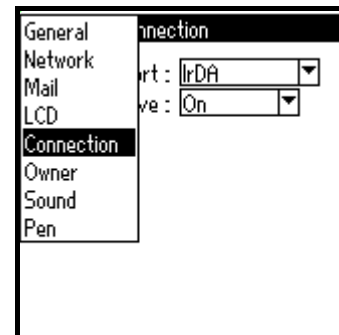 General
Network
Mail
LCD
Connection
Owner
Sound
Pen
nnection
rt : IrDA
ve : On